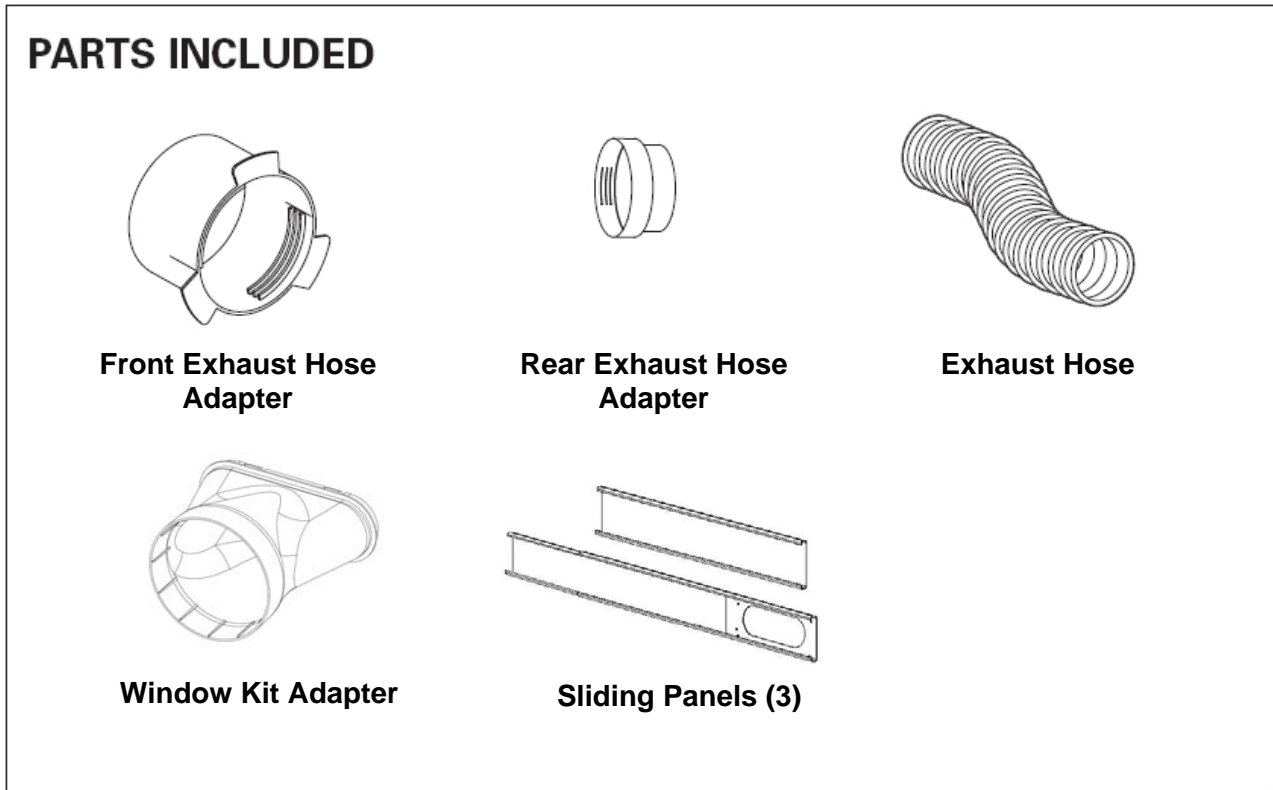 PARTS INCLUDED
Front Exhaust Hose
Adapter
Rear Exhaust Hose
Adapter
Exhaust Hose
Window Kit Adapter
Sliding Panels (3)